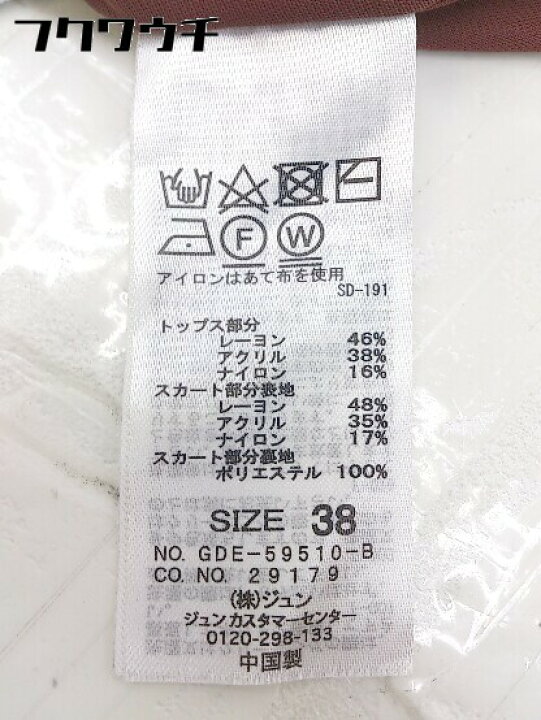 フクワウチ
F W
アイロンはあて布を使用
SD-191
トップス部分
レーヨン 46%
アクリル 38%
ナイロン 16%
スカート部分表地
レーヨン 48%
アクリル 35%
ナイロン 17%
スカート部分裏地
ポリエステル 100%
SIZE 38
NO. GDE-59510-B
CO. NO. 29179
(株)ジュン
ジュンカスタマーセンター
0120-298-133
中国製